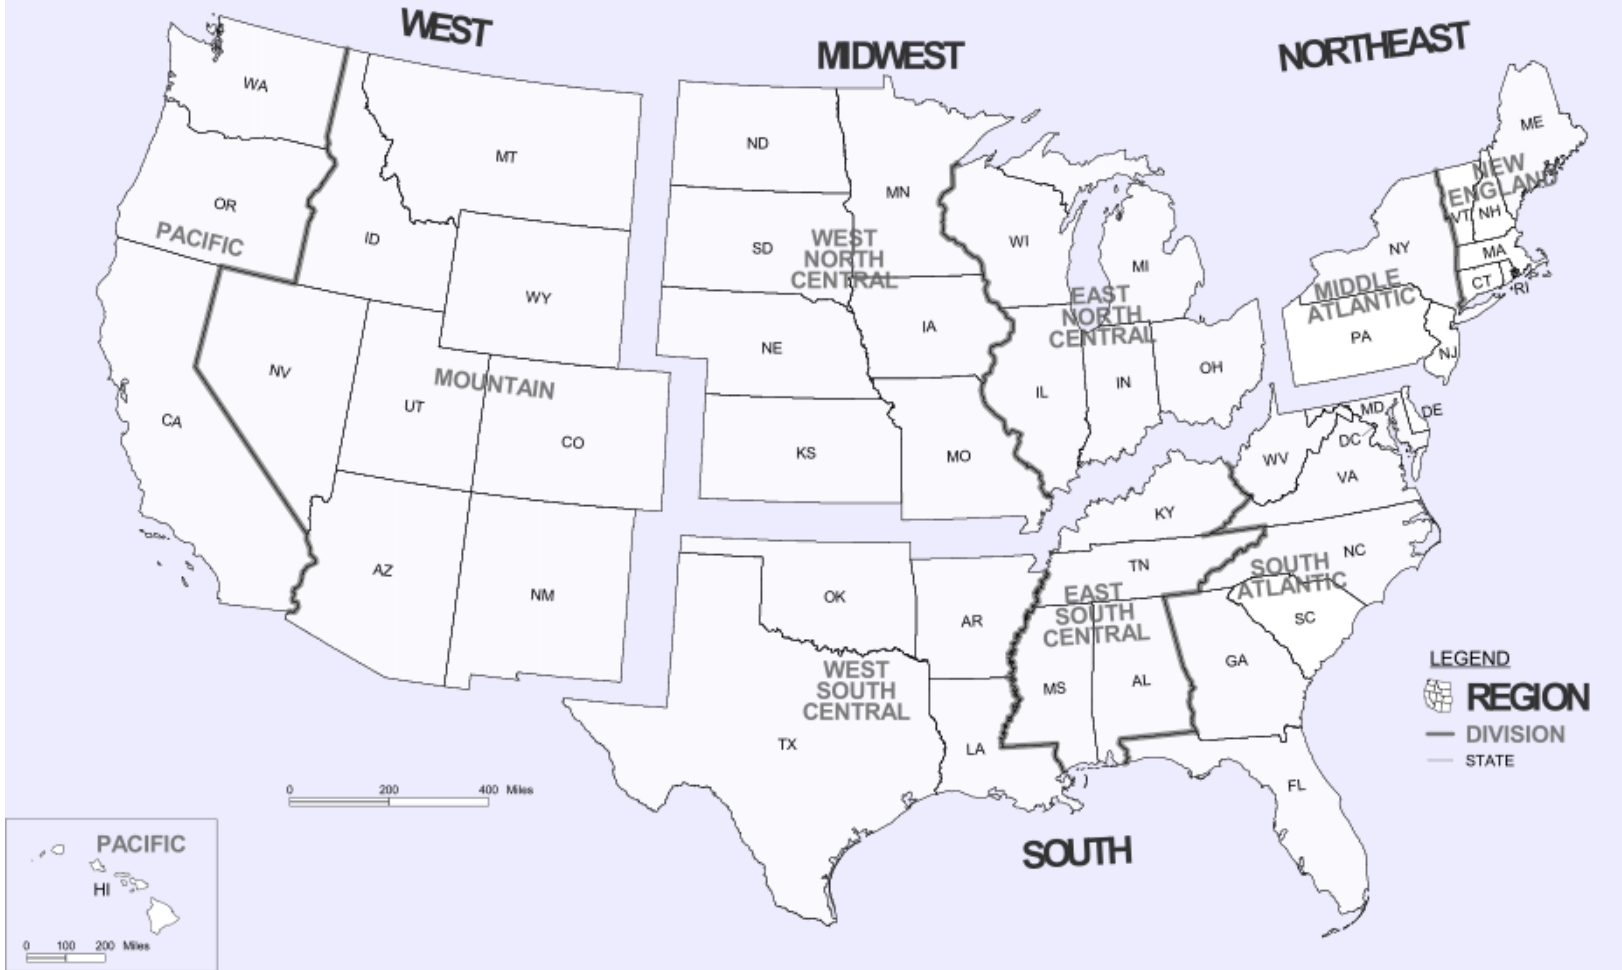 WEST
MIDWEST
NORTHEAST
WA
MT
OR
PACIFIC
ID
WY
NV
MOUNTAIN
UT
CO
CA
AZ
NM
ND
MN
SD
WEST
NORTH
CENTRAL
NE
IA
KS
MO
WI
MI
EAST
NORTH
CENTRAL
IL
IN
OH
ME
NEW
ENGLAND
VT
NH
NY
MA
CT
RI
MIDDLE
ATLANTIC
PA
NJ
MD
DE
DC
WV
VA
KY
TN
NC
SOUTH
ATLANTIC
SC
EAST
SOUTH
CENTRAL
MS
AL
GA
OK
AR
WEST
SOUTH
CENTRAL
TX
LA
FL
SOUTH
LEGEND
REGION
DIVISION
STATE
0 200 400 Miles
PACIFIC
HI
0 100 200 Miles